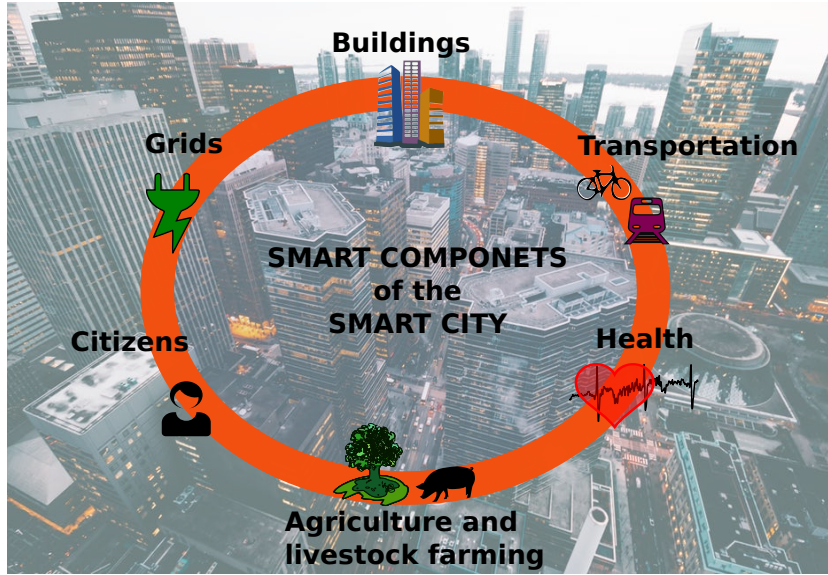 Buildings
Grids
Transportation
SMART COMPONETS
of the
SMART CITY
Citizens
Health
Agriculture and
livestock farming